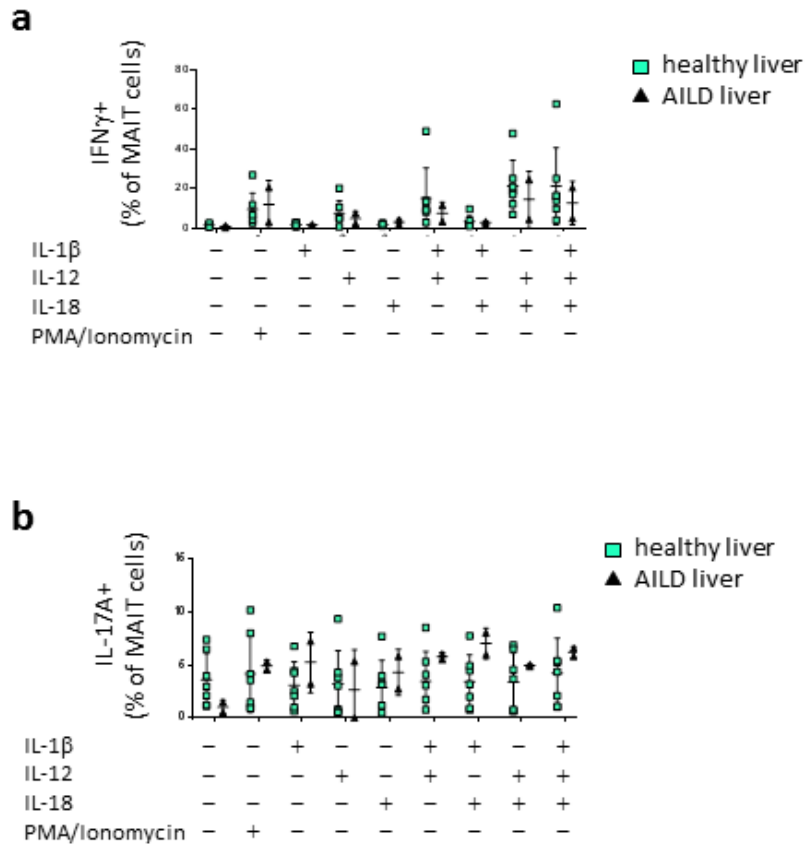 a
healthy liver
AILD liver
IFNγ+
(% of MAIT cells)
80
60
40
20
0
IL-1β − − + − − + + − +
IL-12 − − − + − + − + +
IL-18 − − − − + − + + +
PMA/Ionomycin − + − − − − − − −
b
healthy liver
AILD liver
IL-17A+
(% of MAIT cells)
15
10
5
0
IL-1β − − + − − + + − +
IL-12 − − − + − + − + +
IL-18 − − − − + − + + +
PMA/Ionomycin − + − − − − − − −